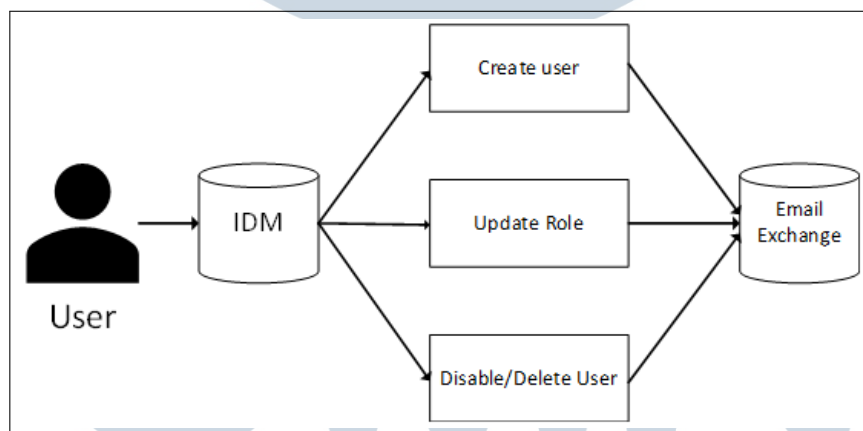 Create user
User
IDM
Update Role
Email
Exchange
Disable/Delete User